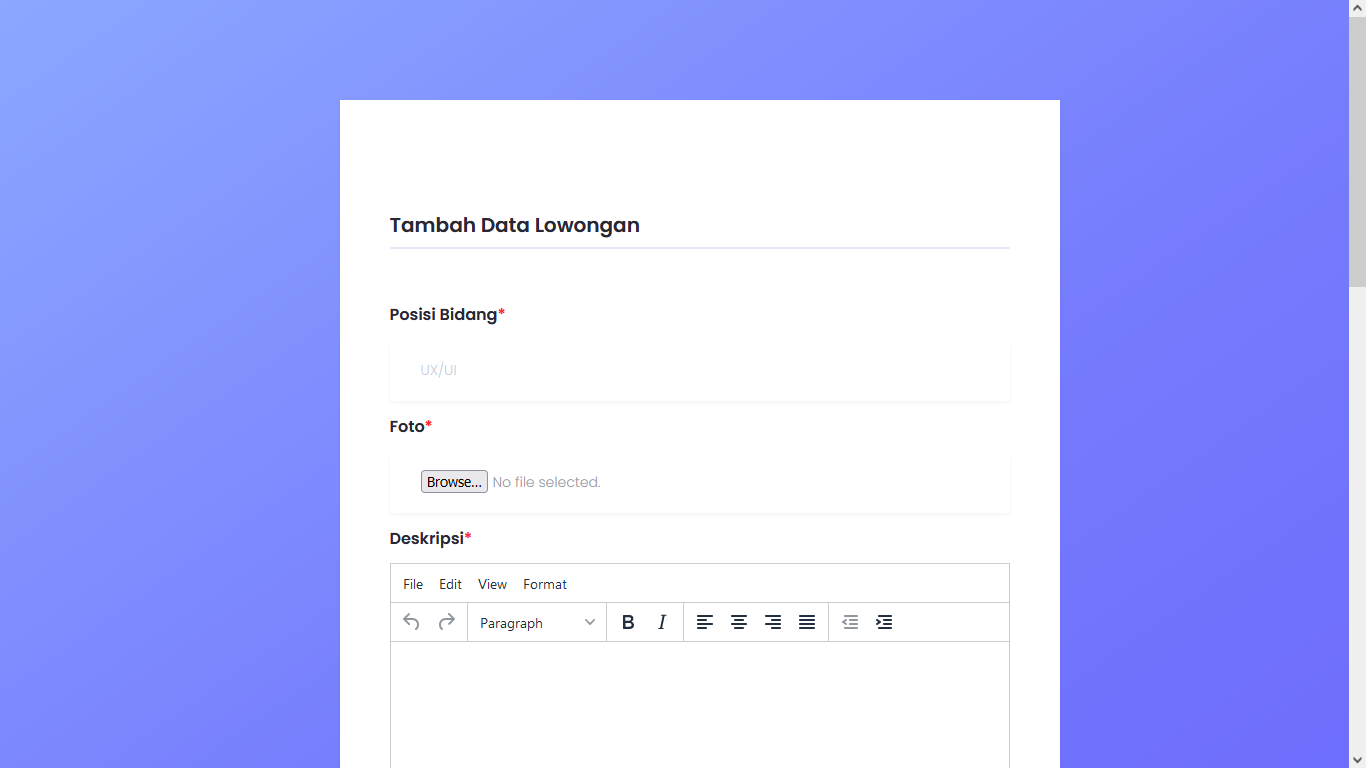 Tambah Data Lowongan
Posisi Bidang*
UX/UI
Foto*
Browse... No file selected.
Deskripsi*
File Edit View Format
Paragraph B I